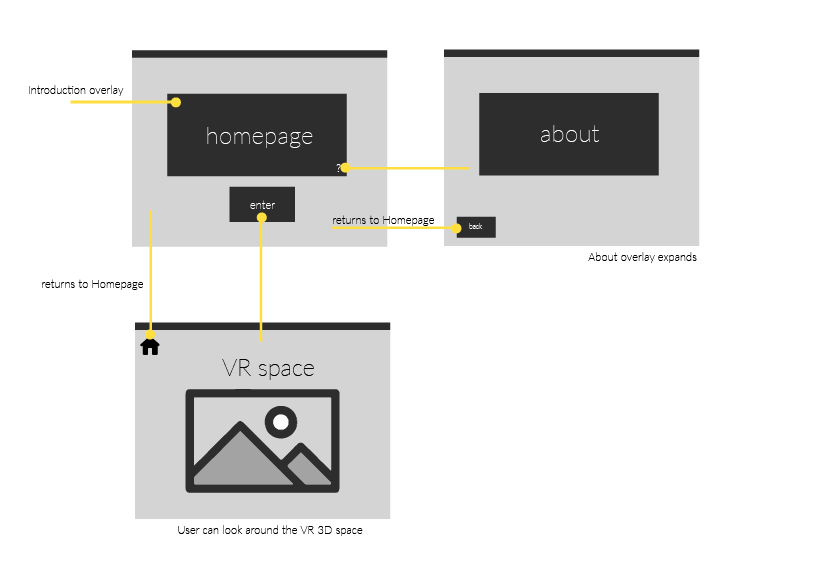 Introduction overlay
homepage
?
enter
about
returns to Homepage
back
About overlay expands
returns to Homepage
VR space
User can look around the VR 3D space